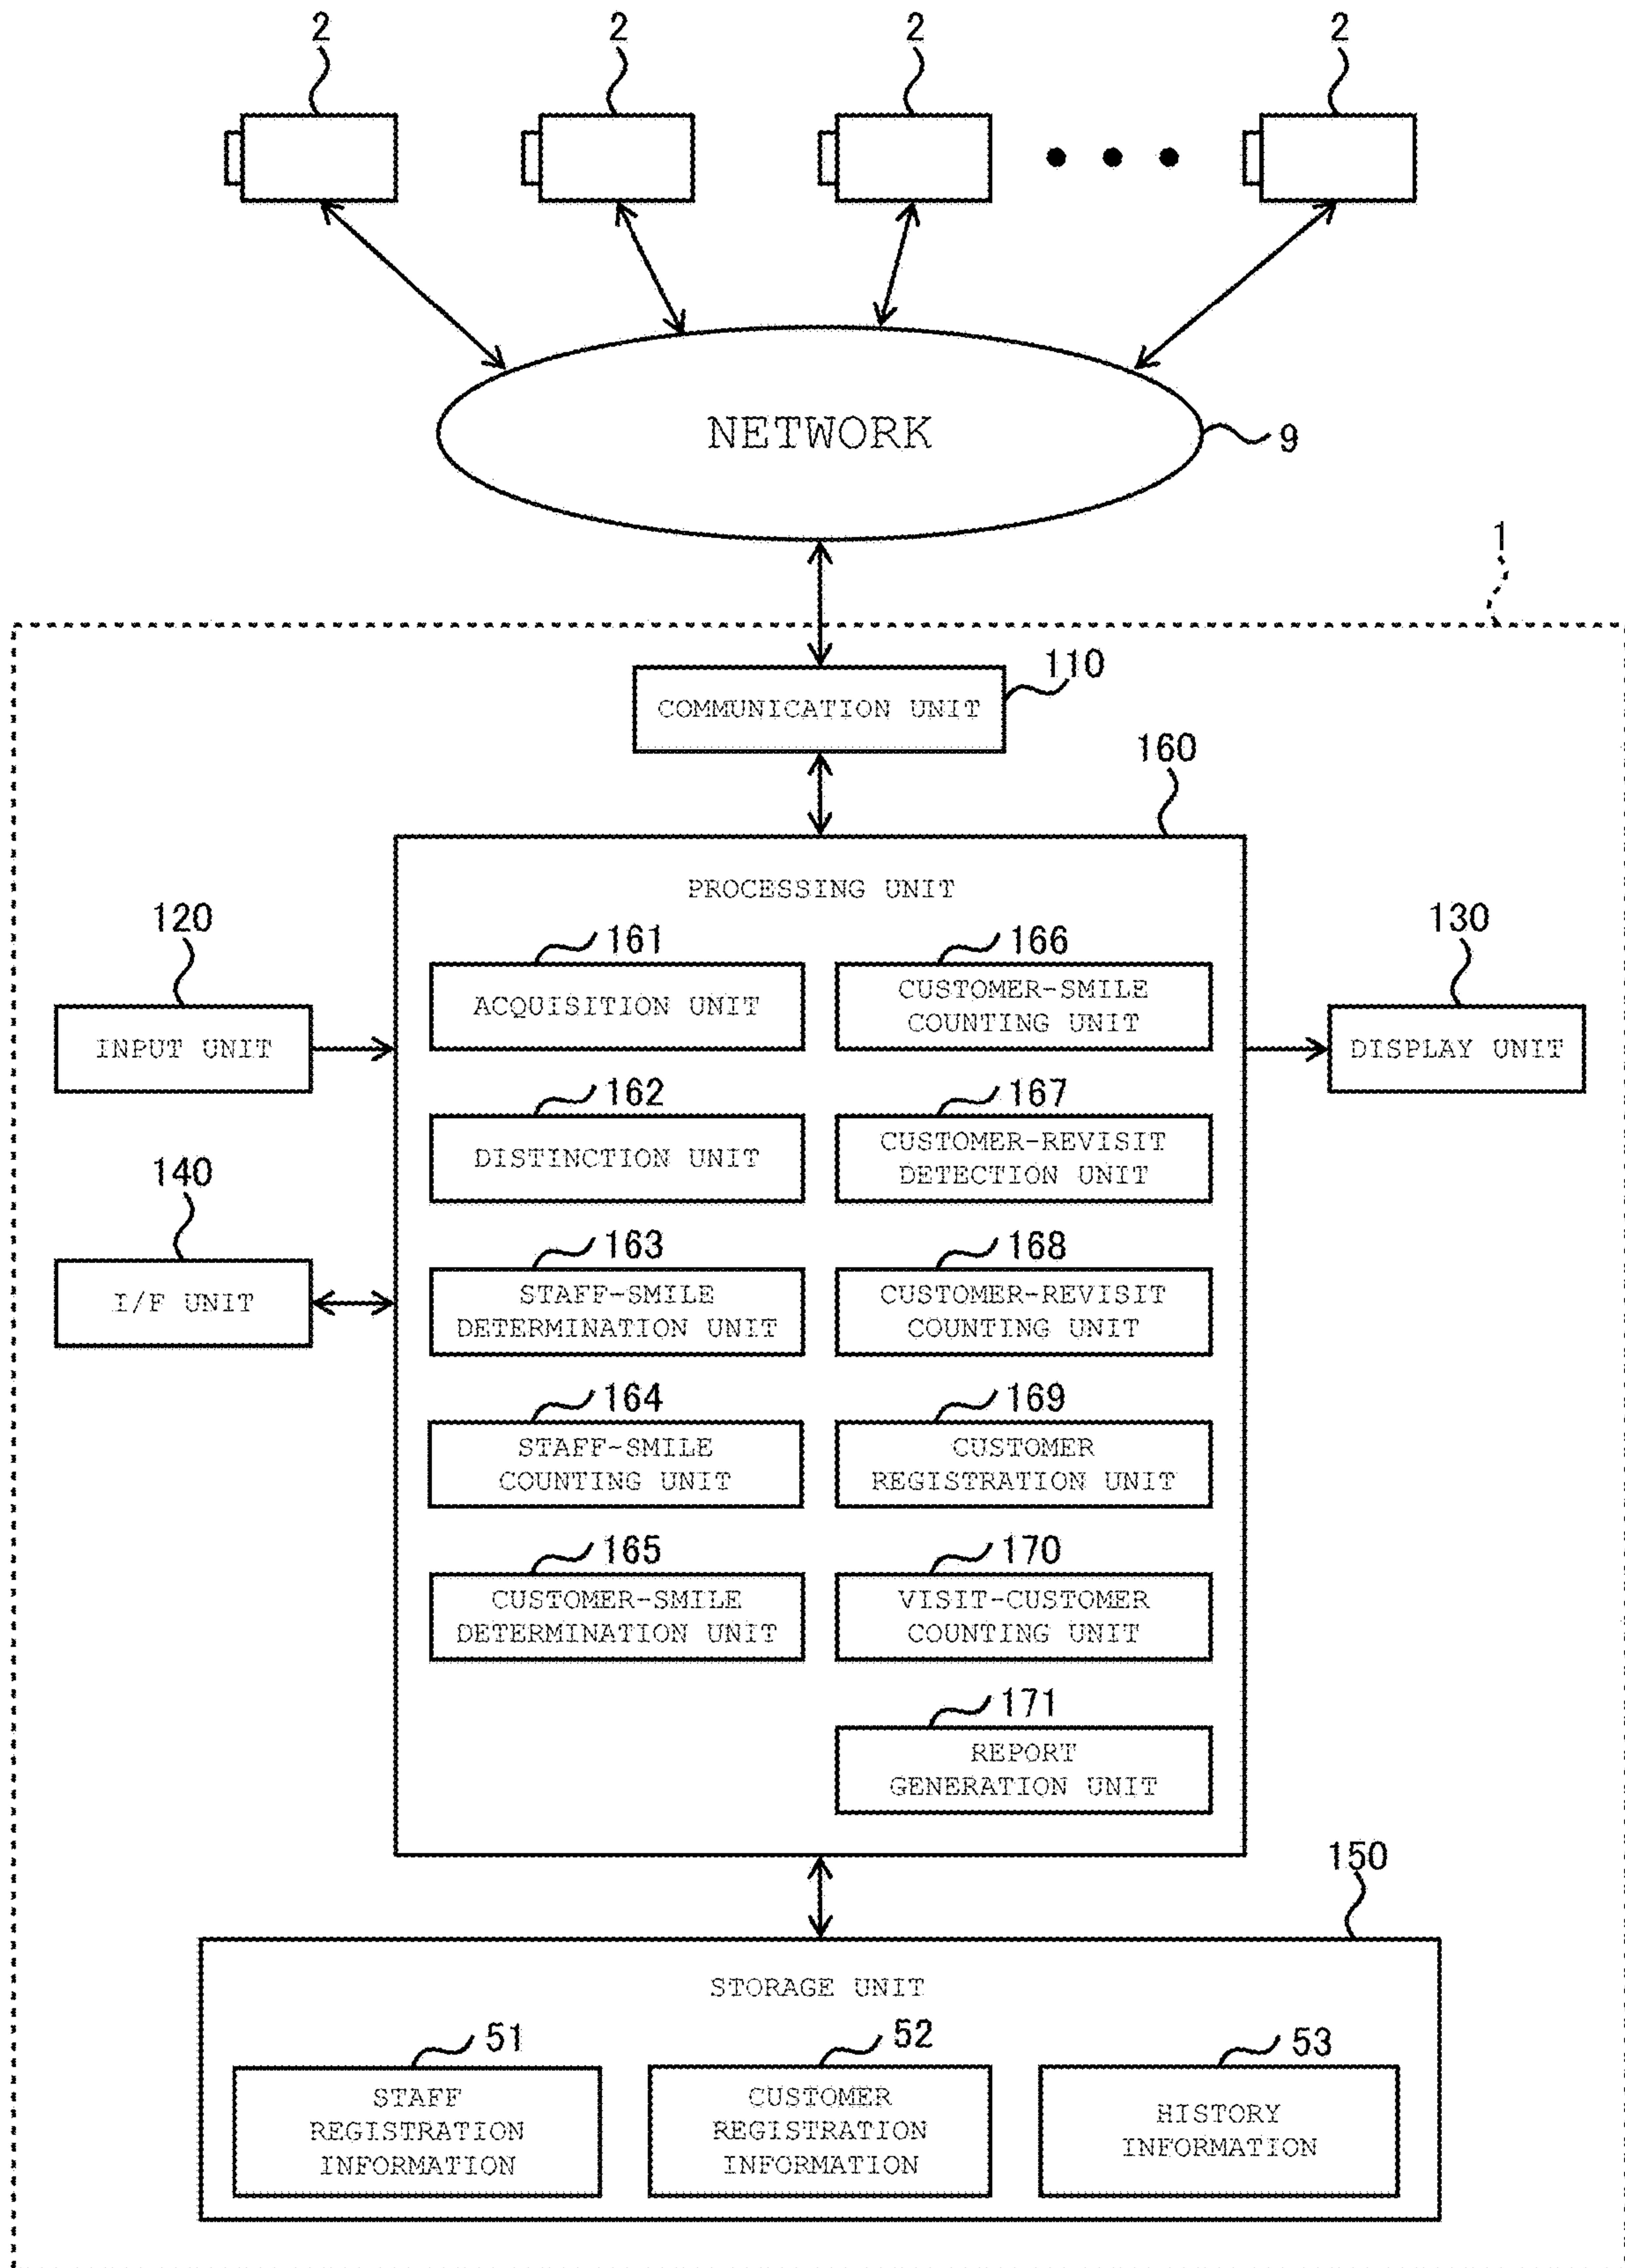 2 2 2 2
NETWORK
9
1
110
COMMUNICATION UNIT
160
PROCESSING UNIT
120
INPUT UNIT
130
DISPLAY UNIT
140
I/F UNIT
161
ACQUISITION UNIT
162
DISTINCTION UNIT
163
STAFF-SMILE
DETERMINATION UNIT
164
STAFF-SMILE
COUNTING UNIT
165
CUSTOMER-SMILE
DETERMINATION UNIT
166
CUSTOMER-SMILE
COUNTING UNIT
167
CUSTOMER-REVISIT
DETECTION UNIT
168
CUSTOMER-REVISIT
COUNTING UNIT
169
CUSTOMER
REGISTRATION UNIT
170
VISIT-CUSTOMER
COUNTING UNIT
171
REPORT
GENERATION UNIT
150
STORAGE UNIT
51
STAFF
REGISTRATION
INFORMATION
52
CUSTOMER
REGISTRATION
INFORMATION
53
HISTORY
INFORMATION